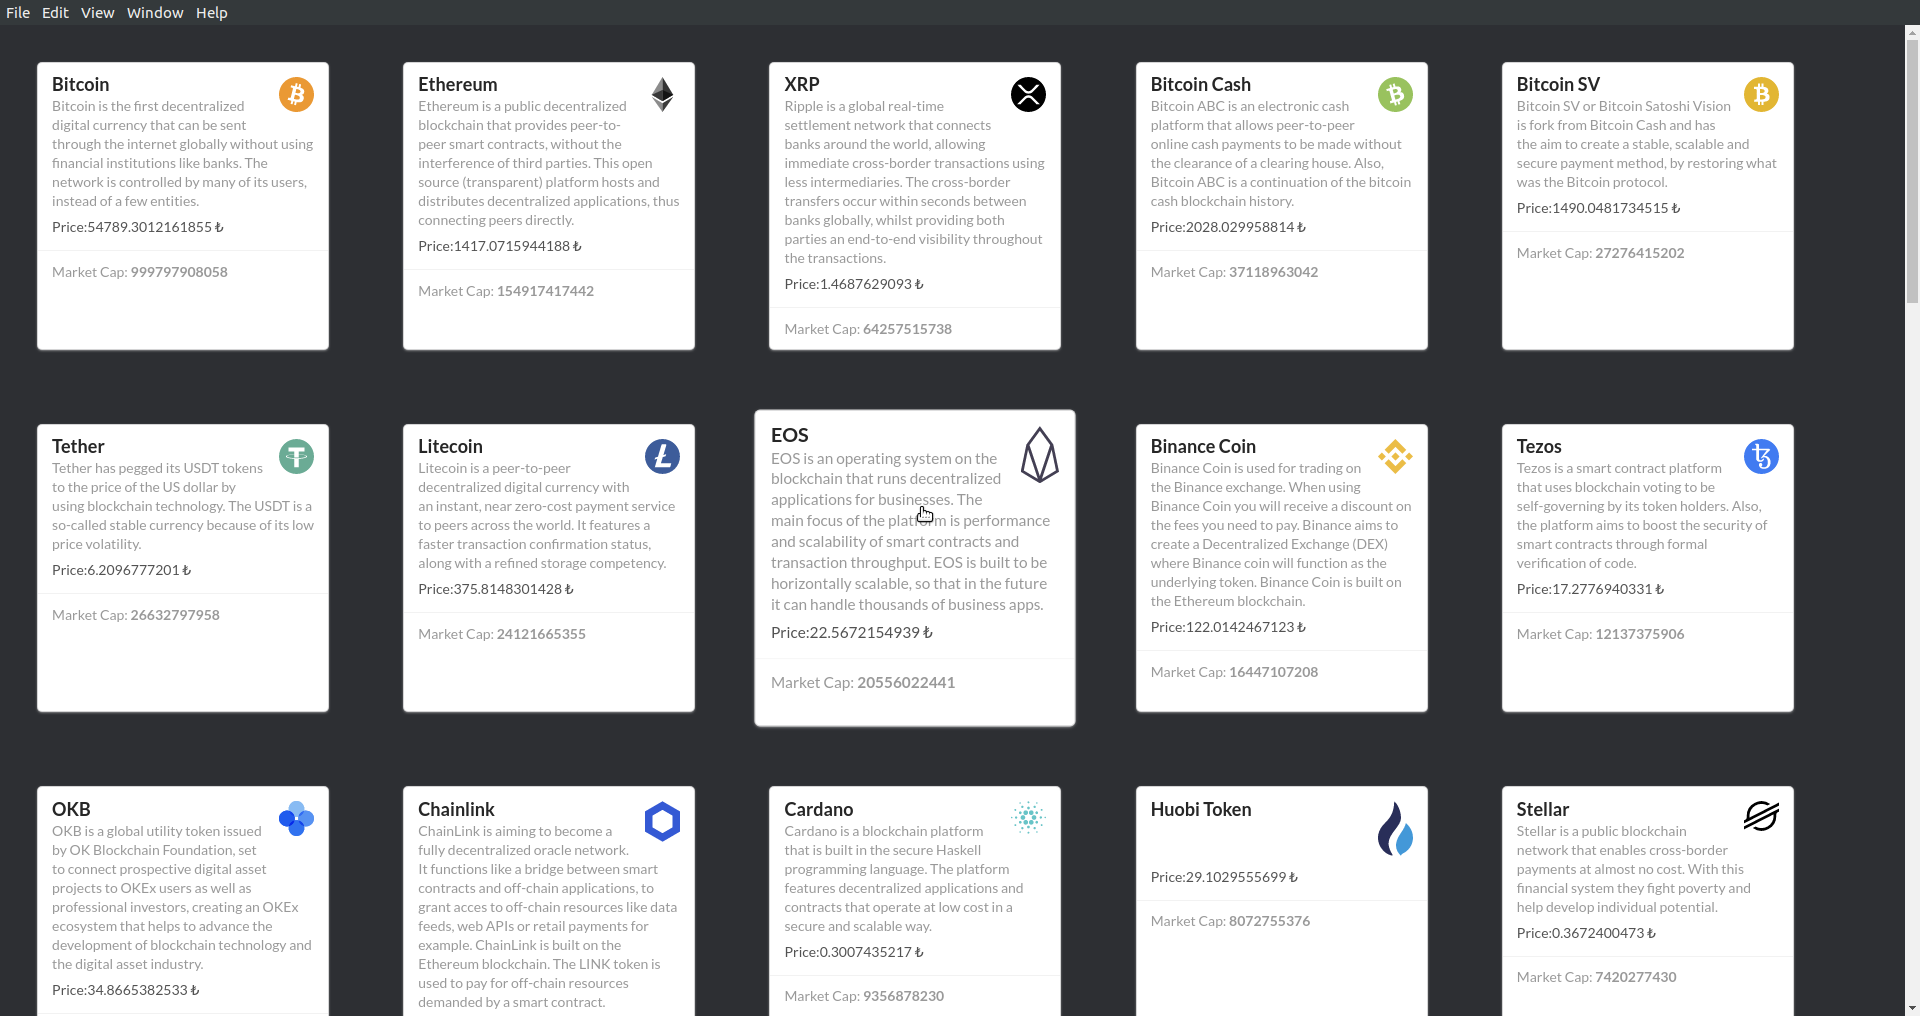 File Edit View Window Help
Bitcoin
Bitcoin is the first decentralized
digital currency that can be sent
through the internet globally without using
financial institutions like banks. The
network is controlled by many of its users,
instead of a few entities.
Price:54789.3012161855 ₺
Market Cap: 999797908058
Ethereum
Ethereum is a public decentralized
blockchain that provides peer-to-
peer smart contracts, without the
interference of third parties. This open
source (transparent) platform hosts and
distributes decentralized applications, thus
connecting peers directly.
Price:1417.0715944188 ₺
Market Cap: 154917417442
XRP
Ripple is a global real-time
settlement network that connects
banks around the world, allowing
immediate cross-border transactions using
less intermediaries. The cross-border
transfers occur within seconds between
banks globally, whilst providing both
parties an end-to-end visibility throughout
the transactions.
Price:1.4687629093 ₺
Market Cap: 64257515738
Bitcoin Cash
Bitcoin ABC is an electronic cash
platform that allows peer-to-peer
online cash payments to be made without
the clearance of a clearing house. Also,
Bitcoin ABC is a continuation of the bitcoin
cash blockchain history.
Price:2028.029958814 ₺
Market Cap: 37118963042
Bitcoin SV
Bitcoin SV or Bitcoin Satoshi Vision
is fork from Bitcoin Cash and has
the aim to create a stable, scalable and
secure payment method, by restoring what
was the Bitcoin protocol.
Price:1490.0481734515 ₺
Market Cap: 27276415202
Tether
Tether has pegged its USDT tokens
to the price of the US dollar by
using blockchain technology. The USDT is a
so-called stable currency because of its low
price volatility.
Price:6.2096777201 ₺
Market Cap: 26632797958
Litecoin
Litecoin is a peer-to-peer
decentralized digital currency with
an instant, near zero-cost payment service
to peers across the world. It features a
faster transaction confirmation status,
along with a refined storage competency.
Price:375.8148301428 ₺
Market Cap: 24121665355
EOS
EOS is an operating system on the
blockchain that runs decentralized
applications for businesses. The
main focus of the platform is performance
and scalability of smart contracts and
transaction throughput. EOS is built to be
horizontally scalable, so that in the future
it can handle thousands of business apps.
Price:22.5672154939 ₺
Market Cap: 20556022441
Binance Coin
Binance Coin is used for trading on
the Binance exchange. When using
Binance Coin you will receive a discount on
the fees you need to pay. Binance aims to
create a Decentralized Exchange (DEX)
where Binance coin will function as the
underlying token. Binance Coin is built on
the Ethereum blockchain.
Price:122.0142467123 ₺
Market Cap: 16447107208
Tezos
Tezos is a smart contract platform
that uses blockchain voting to be
self-governing by its token holders. Also,
the platform aims to boost the security of
smart contracts through formal
verification of code.
Price:17.2776940331 ₺
Market Cap: 12137375906
OKB
OKB is a global utility token issued
by OK Blockchain Foundation, set
to connect prospective digital asset
projects to OKEx users as well as
professional investors, creating an OKEx
ecosystem that helps to advance the
development of blockchain technology and
the digital asset industry.
Price:34.8665382533 ₺
Chainlink
ChainLink is aiming to become a
fully decentralized oracle network.
It functions like a bridge between smart
contracts and off-chain applications, to
grant acces to off-chain resources like data
feeds, web APIs or retail payments for
example. ChainLink is built on the
Ethereum blockchain. The LINK token is
used to pay for off-chain resources
demanded by a smart contract.
Cardano
Cardano is a blockchain platform
that is built in the secure Haskell
programming language. The platform
features decentralized applications and
contracts that operate at low cost in a
secure and scalable way.
Price:0.3007435217 ₺
Market Cap: 9356878230
Huobi Token
Price:29.1029555699 ₺
Market Cap: 8072755376
Stellar
Stellar is a public blockchain
network that enables cross-border
payments at almost no cost. With this
financial system they fight poverty and
help develop individual potential.
Price:0.3672400473 ₺
Market Cap: 7420277430